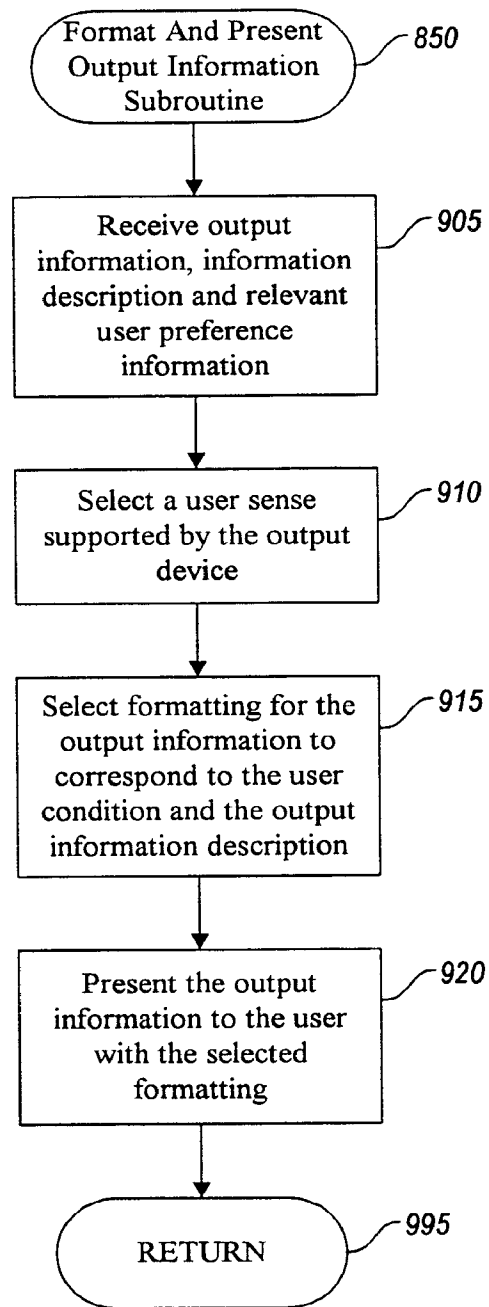 Format And Present
Output Information
Subroutine
850
Receive output
information, information
description and relevant
user preference
information
905
Select a user sense
supported by the output
device
910
Select formatting for the
output information to
correspond to the user
condition and the output
information description
915
Present the output
information to the user
with the selected
formatting
920
RETURN
995